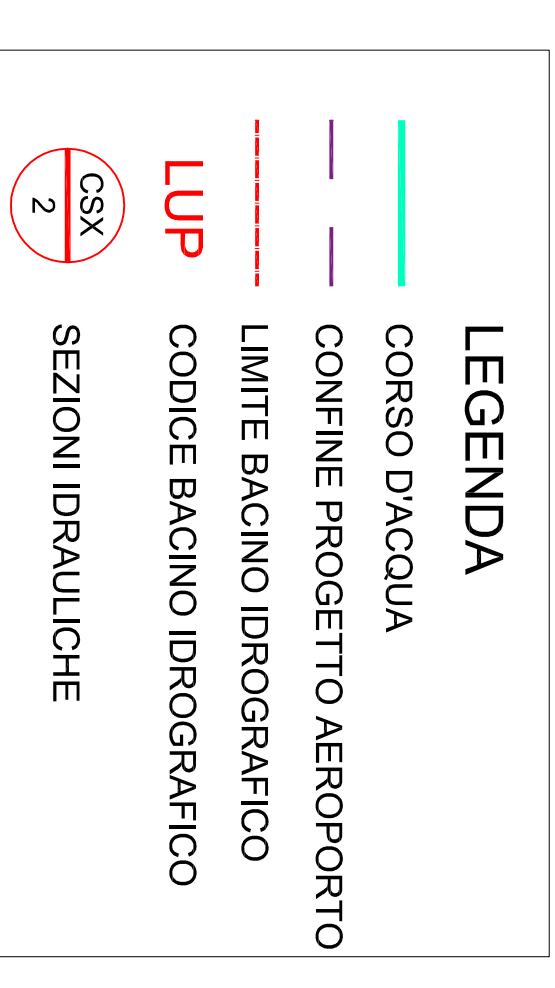 LEGENDA
CORSO D'ACQUA
CONFINE PROGETTO AEROPORTO
LIMITE BACINO IDROGRAFICO
LUP CODICE BACINO IDROGRAFICO
CSX
2
SEZIONI IDRAULICHE